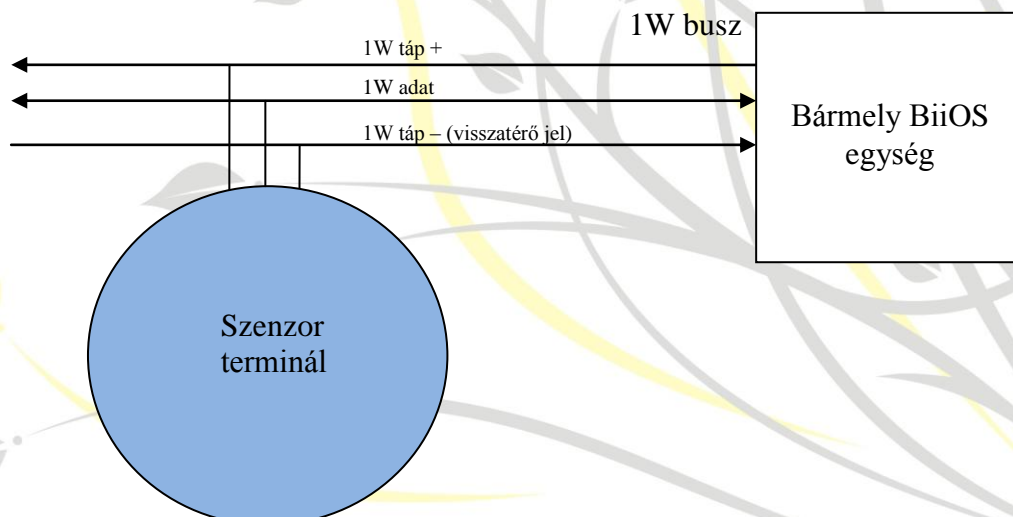 1W busz
1W táp +
1W adat
1W táp – (visszatérő jel)
Bármely BiiOS
egység
Szenzor
terminál